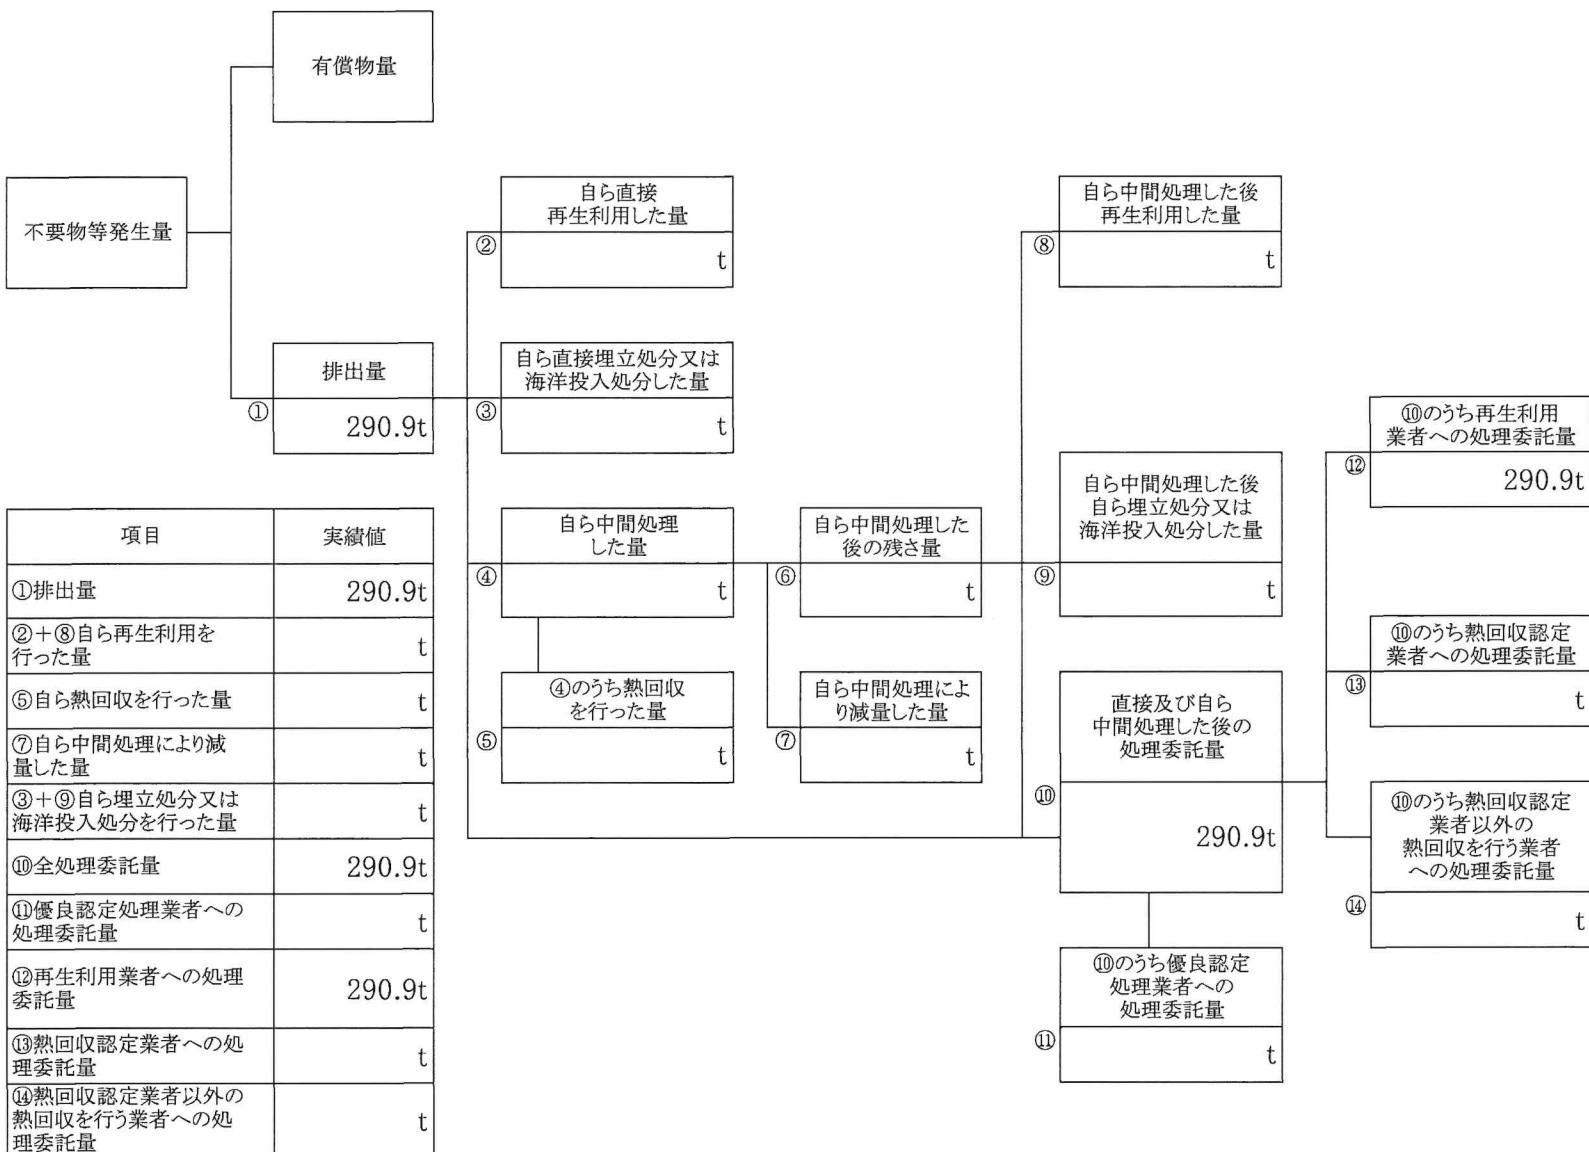 有償物量
不要物等発生量
排出量
①
290.9t
自ら直接
再生利用した量
②
t
自ら直接埋立処分又は
海洋投入処分した量
③
t
自ら中間処理
した量
④
t
④のうち熱回収
を行った量
⑤
t
自ら中間処理した
後の残さ量
⑥
t
自ら中間処理によ
り減量した量
⑦
t
自ら中間処理した後
再生利用した量
⑧
t
自ら中間処理した後
自ら埋立処分又は
海洋投入処分した量
⑨
t
直接及び自ら
中間処理した後の
処理委託量
⑩
290.9t
⑩のうち優良認定
処理業者への
処理委託量
⑪
t
⑩のうち再生利用
業者への処理委託量
⑫
290.9t
⑩のうち熱回収認定
業者への処理委託量
⑬
t
⑩のうち熱回収認定
業者以外の
熱回収を行う業者
への処理委託量
⑭
t
項目 実績値
①排出量 290.9t
②＋⑧自ら再生利用を
行った量 t
⑤自ら熱回収を行った量 t
⑦自ら中間処理により減
量した量 t
③＋⑨自ら埋立処分又は
海洋投入処分を行った量 t
⑩全処理委託量 290.9t
⑪優良認定処理業者への
処理委託量 t
⑫再生利用業者への処理
委託量 290.9t
⑬熱回収認定業者への処
理委託量 t
⑭熱回収認定業者以外の
熱回収を行う業者への処
理委託量 t